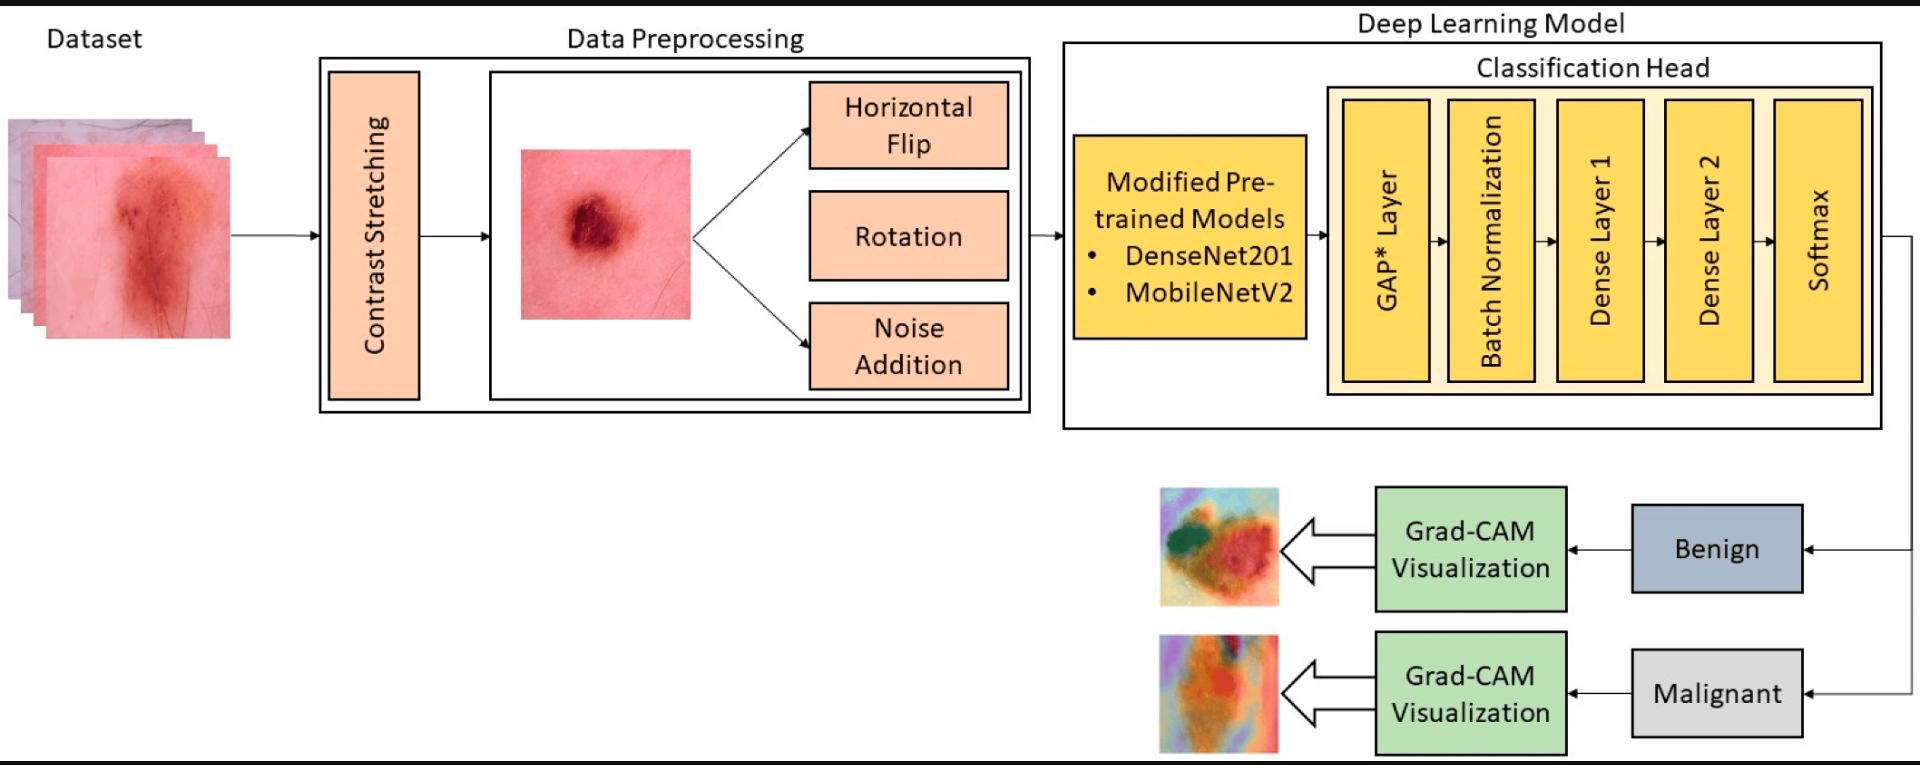 Dataset
Data Preprocessing
Contrast Stretching
Horizontal
Flip
Rotation
Noise
Addition
Deep Learning Model
Classification Head
Modified Pre-
trained Models
• DenseNet201
• MobileNetV2
GAP* Layer
Batch Normalization
Dense Layer 1
Dense Layer 2
Softmax
Grad-CAM
Visualization
Benign
Grad-CAM
Visualization
Malignant